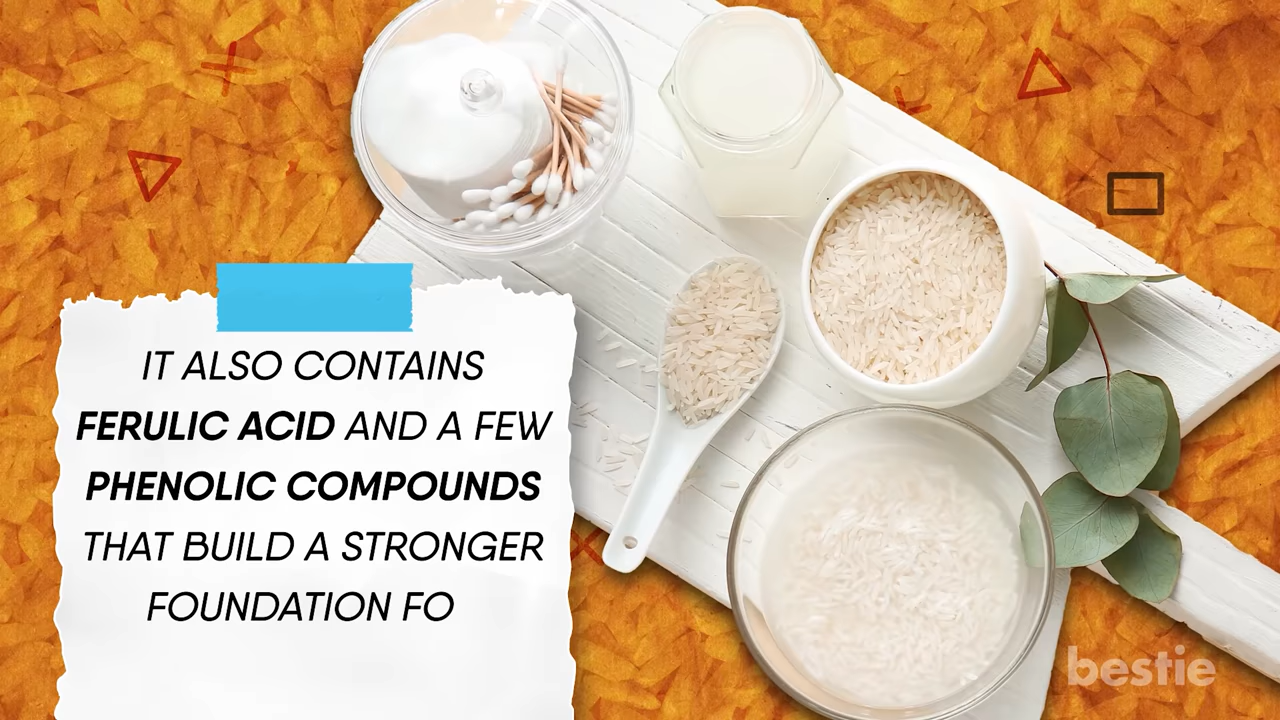 IT ALSO CONTAINS
FERULIC ACID AND A FEW
PHENOLIC COMPOUNDS
THAT BUILD A STRONGER
FOUNDATION FO
bestie